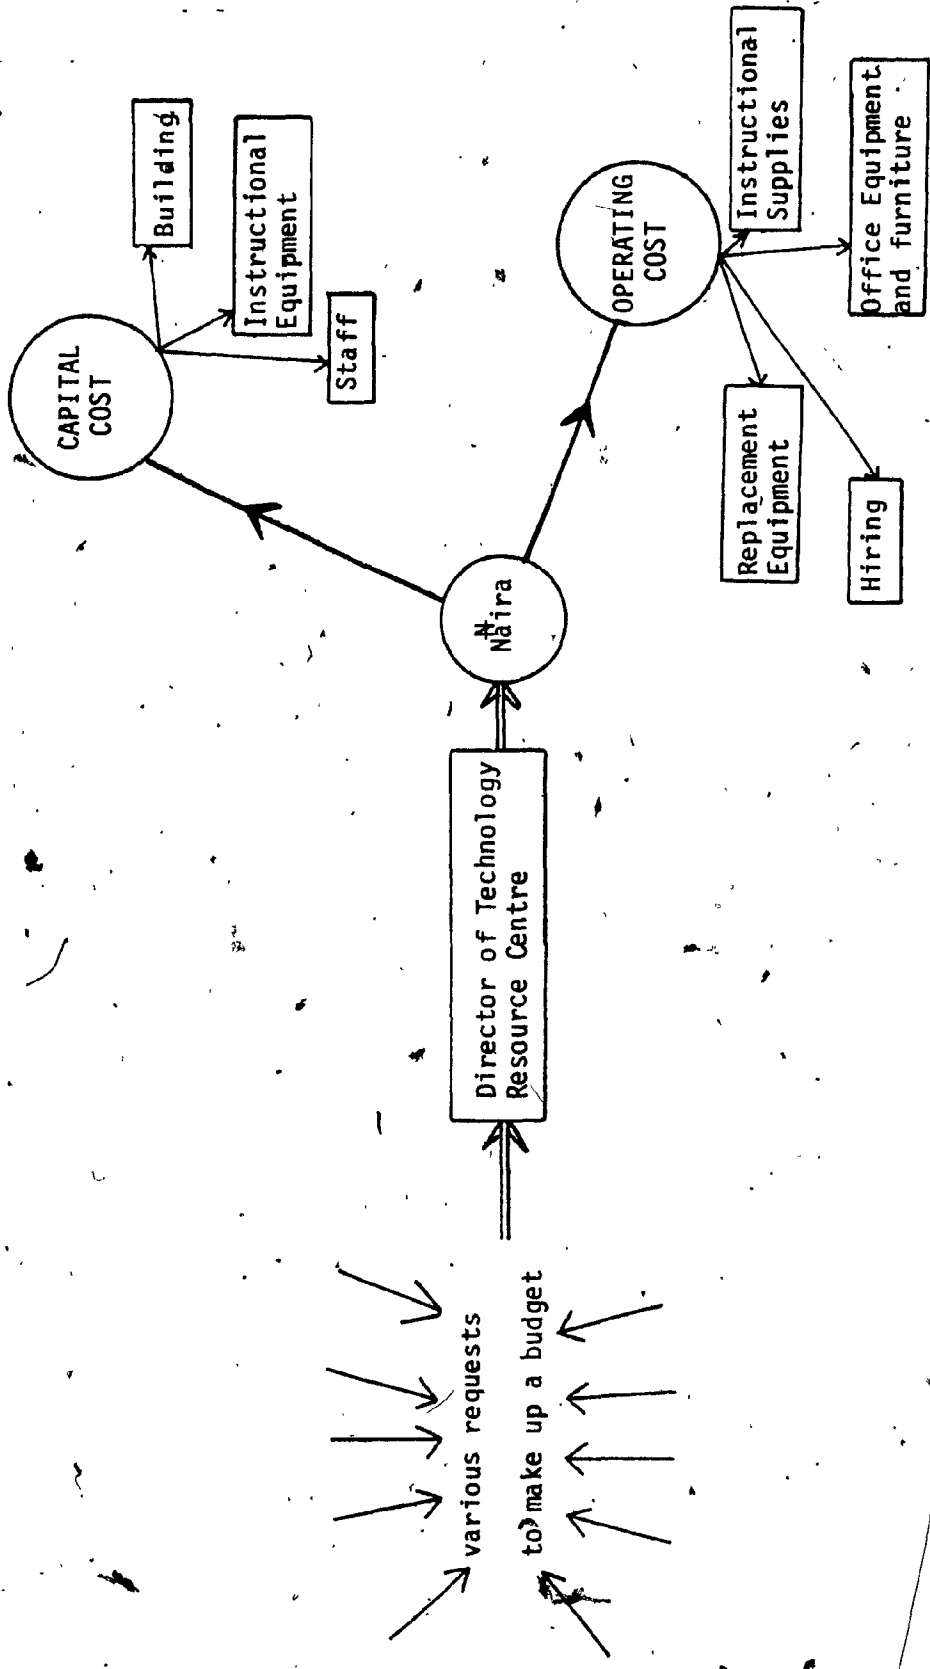 various requests
to make up a budget
Director of Technology
Resource Centre
₦
Naira
CAPITAL
COST
Building
Instructional
Equipment
Staff
OPERATING
COST
Instructional
Supplies
Office Equipment
and furniture
Replacement
Equipment
Hiring